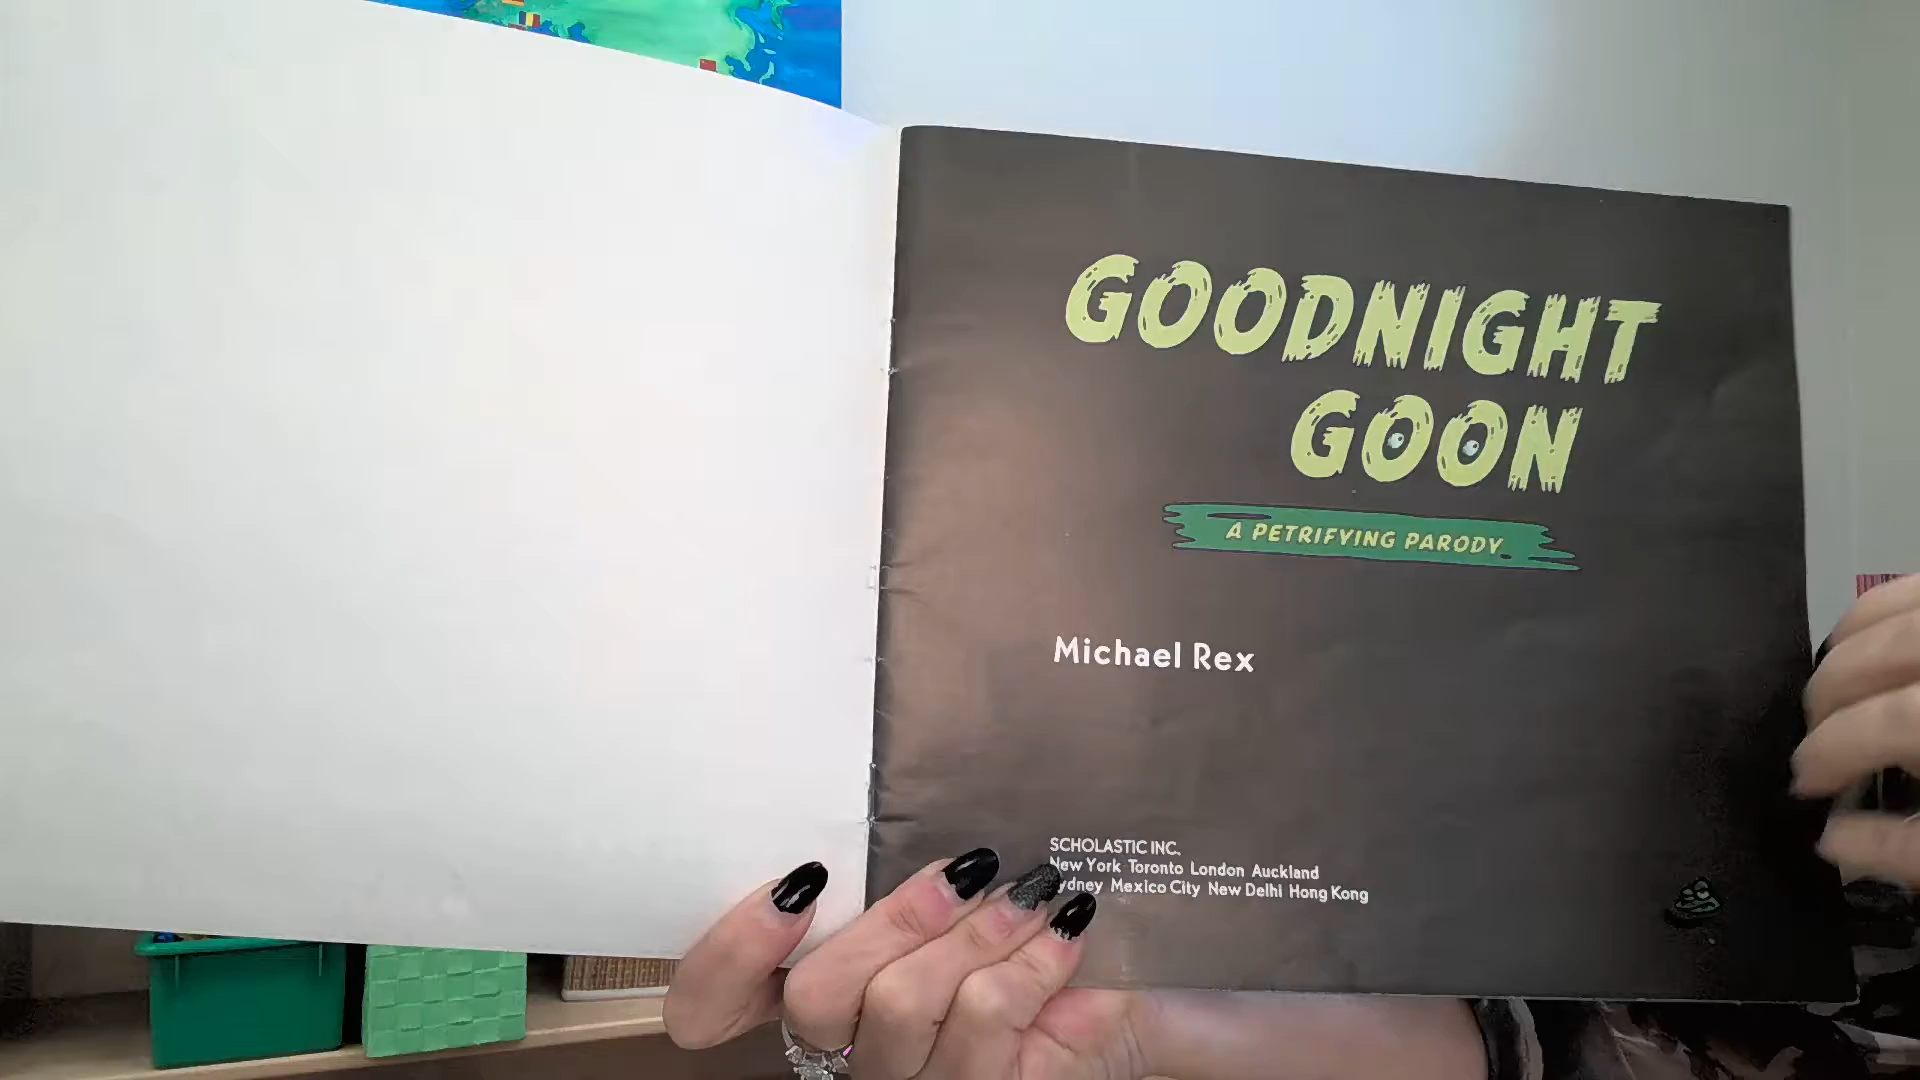 GOODNIGHT
GOON
A PETRIFYING PARODY
Michael Rex
SCHOLASTIC INC.
New York Toronto London Auckland
Sydney Mexico City New Delhi Hong Kong